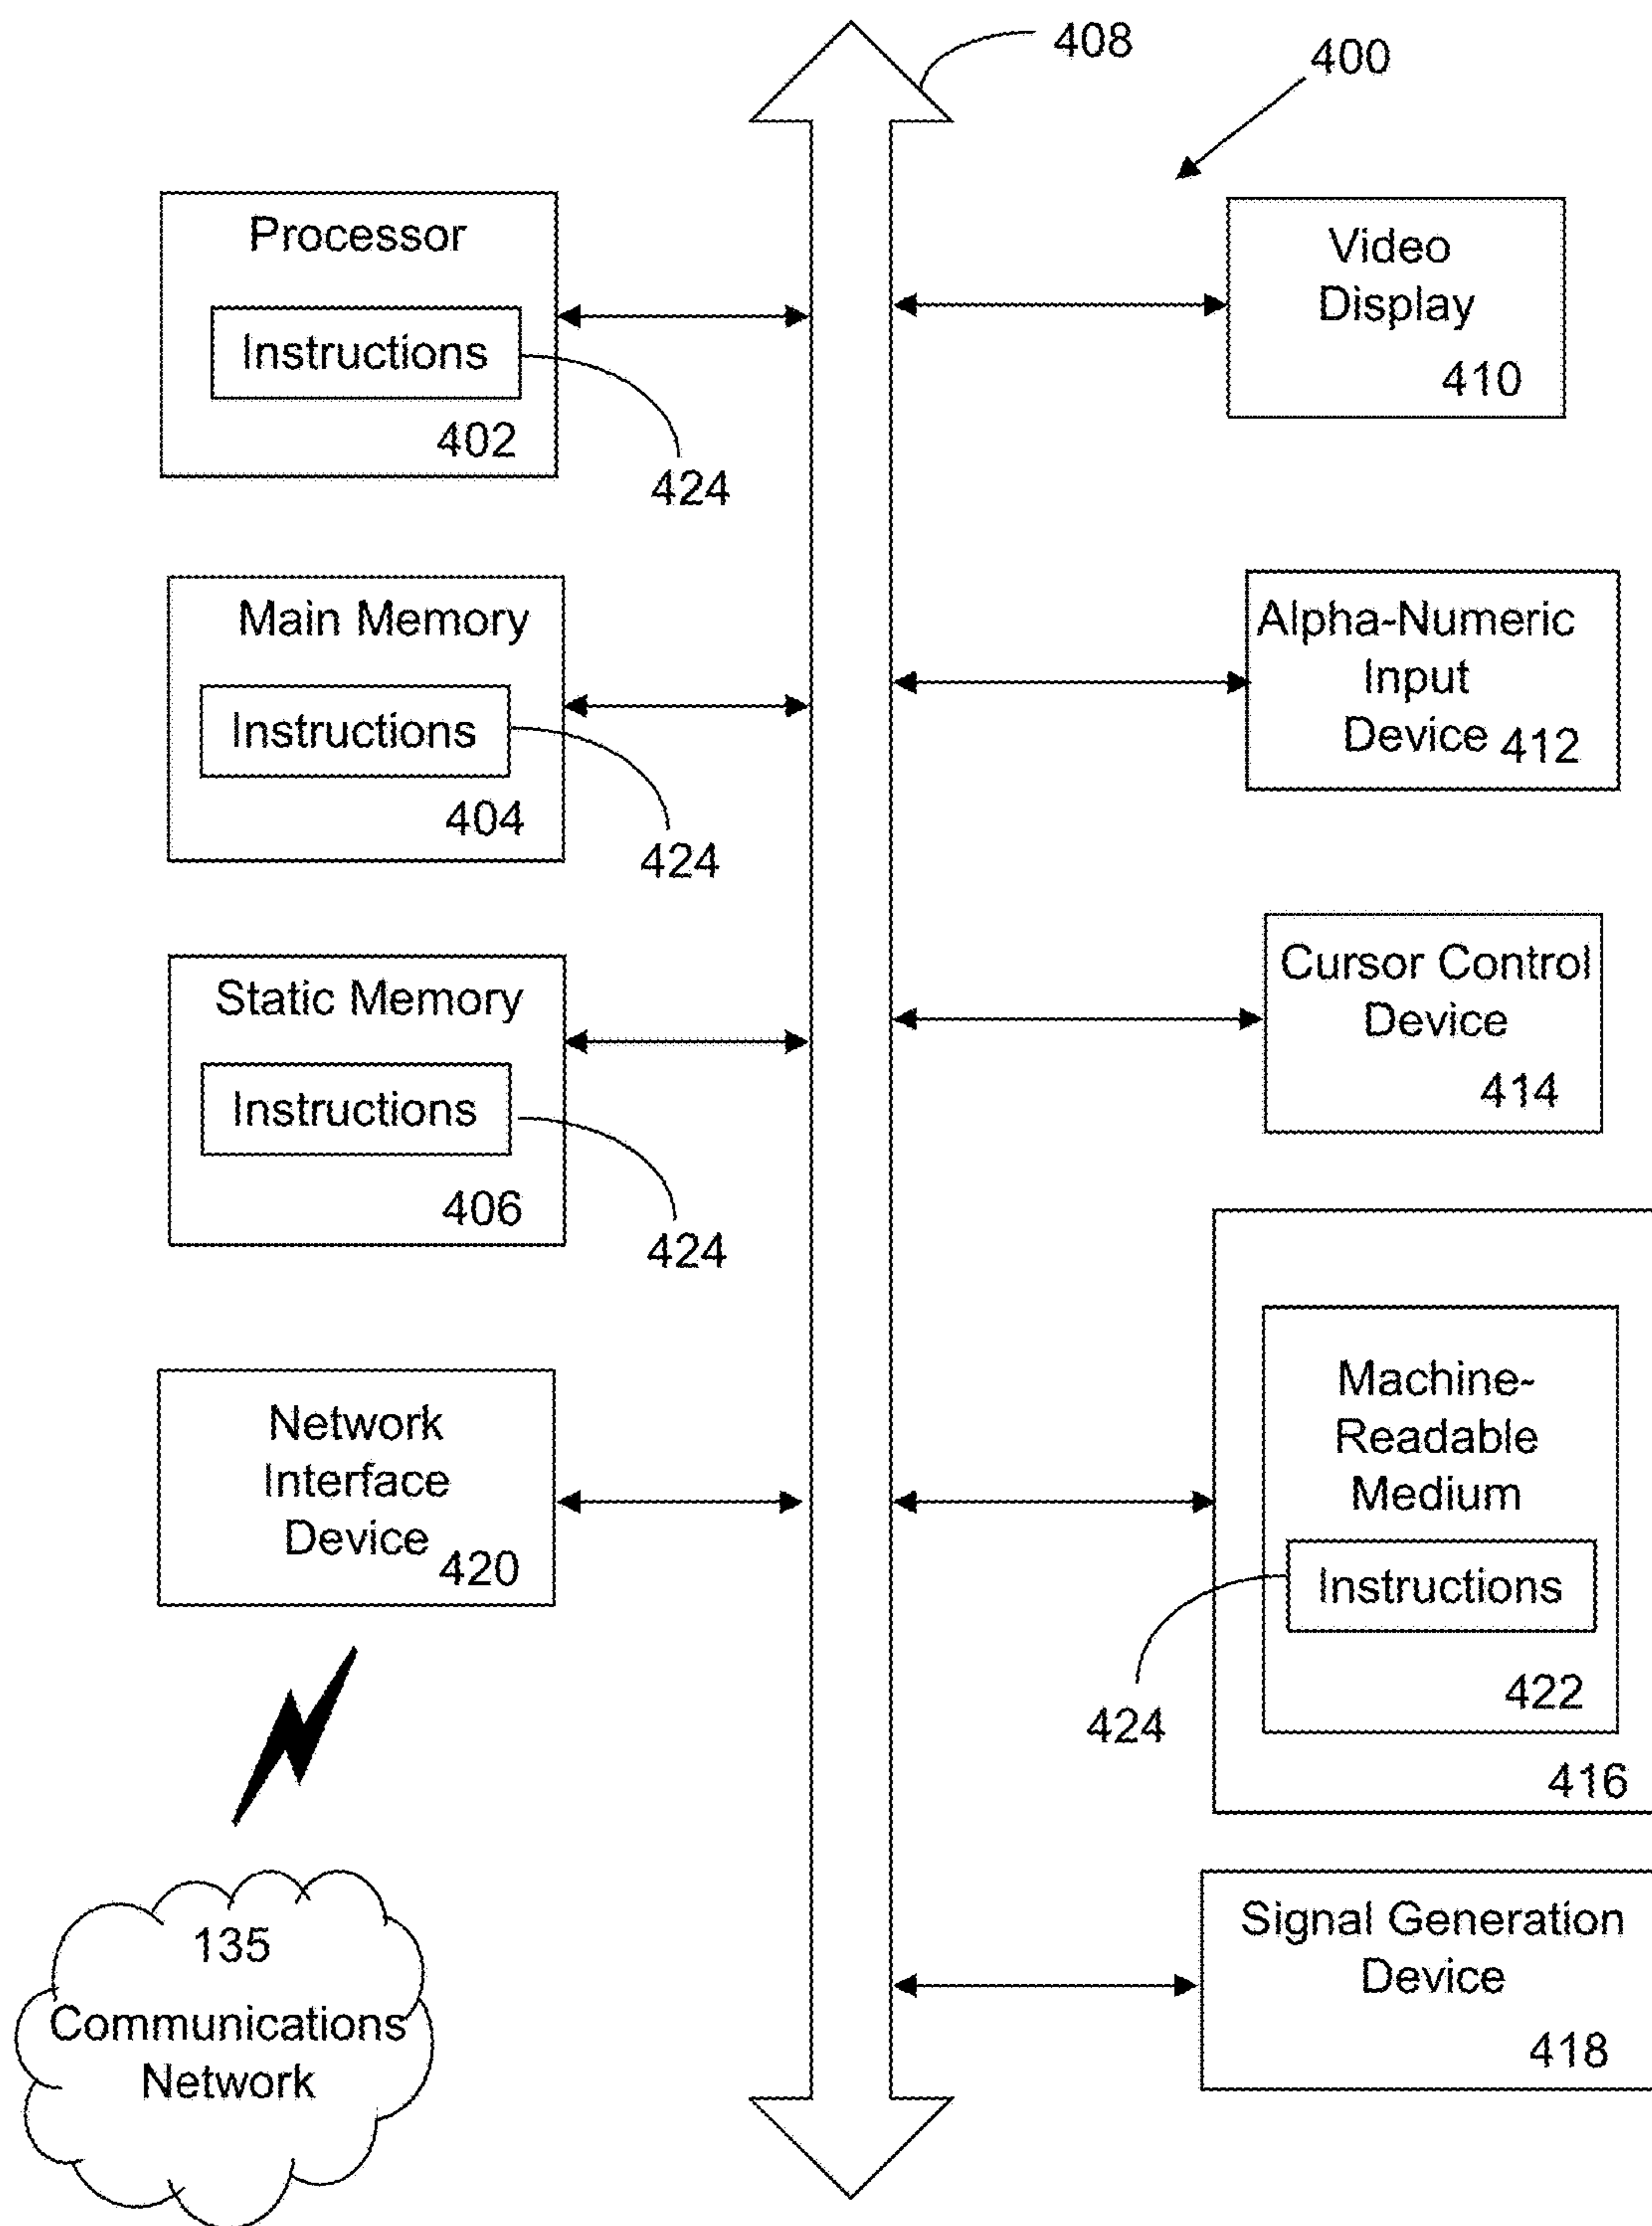 408
400
Processor
Instructions
402
424
Video
Display
410
Main Memory
Instructions
404
424
Alpha-Numeric
Input
Device 412
Static Memory
Instructions
406
424
Cursor Control
Device
414
Network
Interface
Device
420
Machine-
Readable
Medium
Instructions
422
424
416
135
Communications
Network
Signal Generation
Device
418